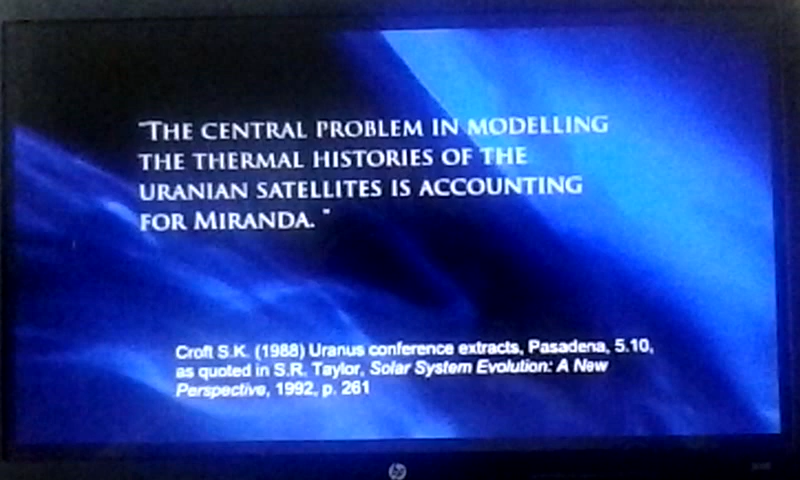 "The central problem in modelling
the thermal histories of the
Uranian satellites is accounting
for Miranda."
Croft S.K. (1988) Uranus conference extracts, Pasadena, 5.10,
as quoted in S.R. Taylor, Solar System Evolution: A New
Perspective, 1992, p. 261
hp